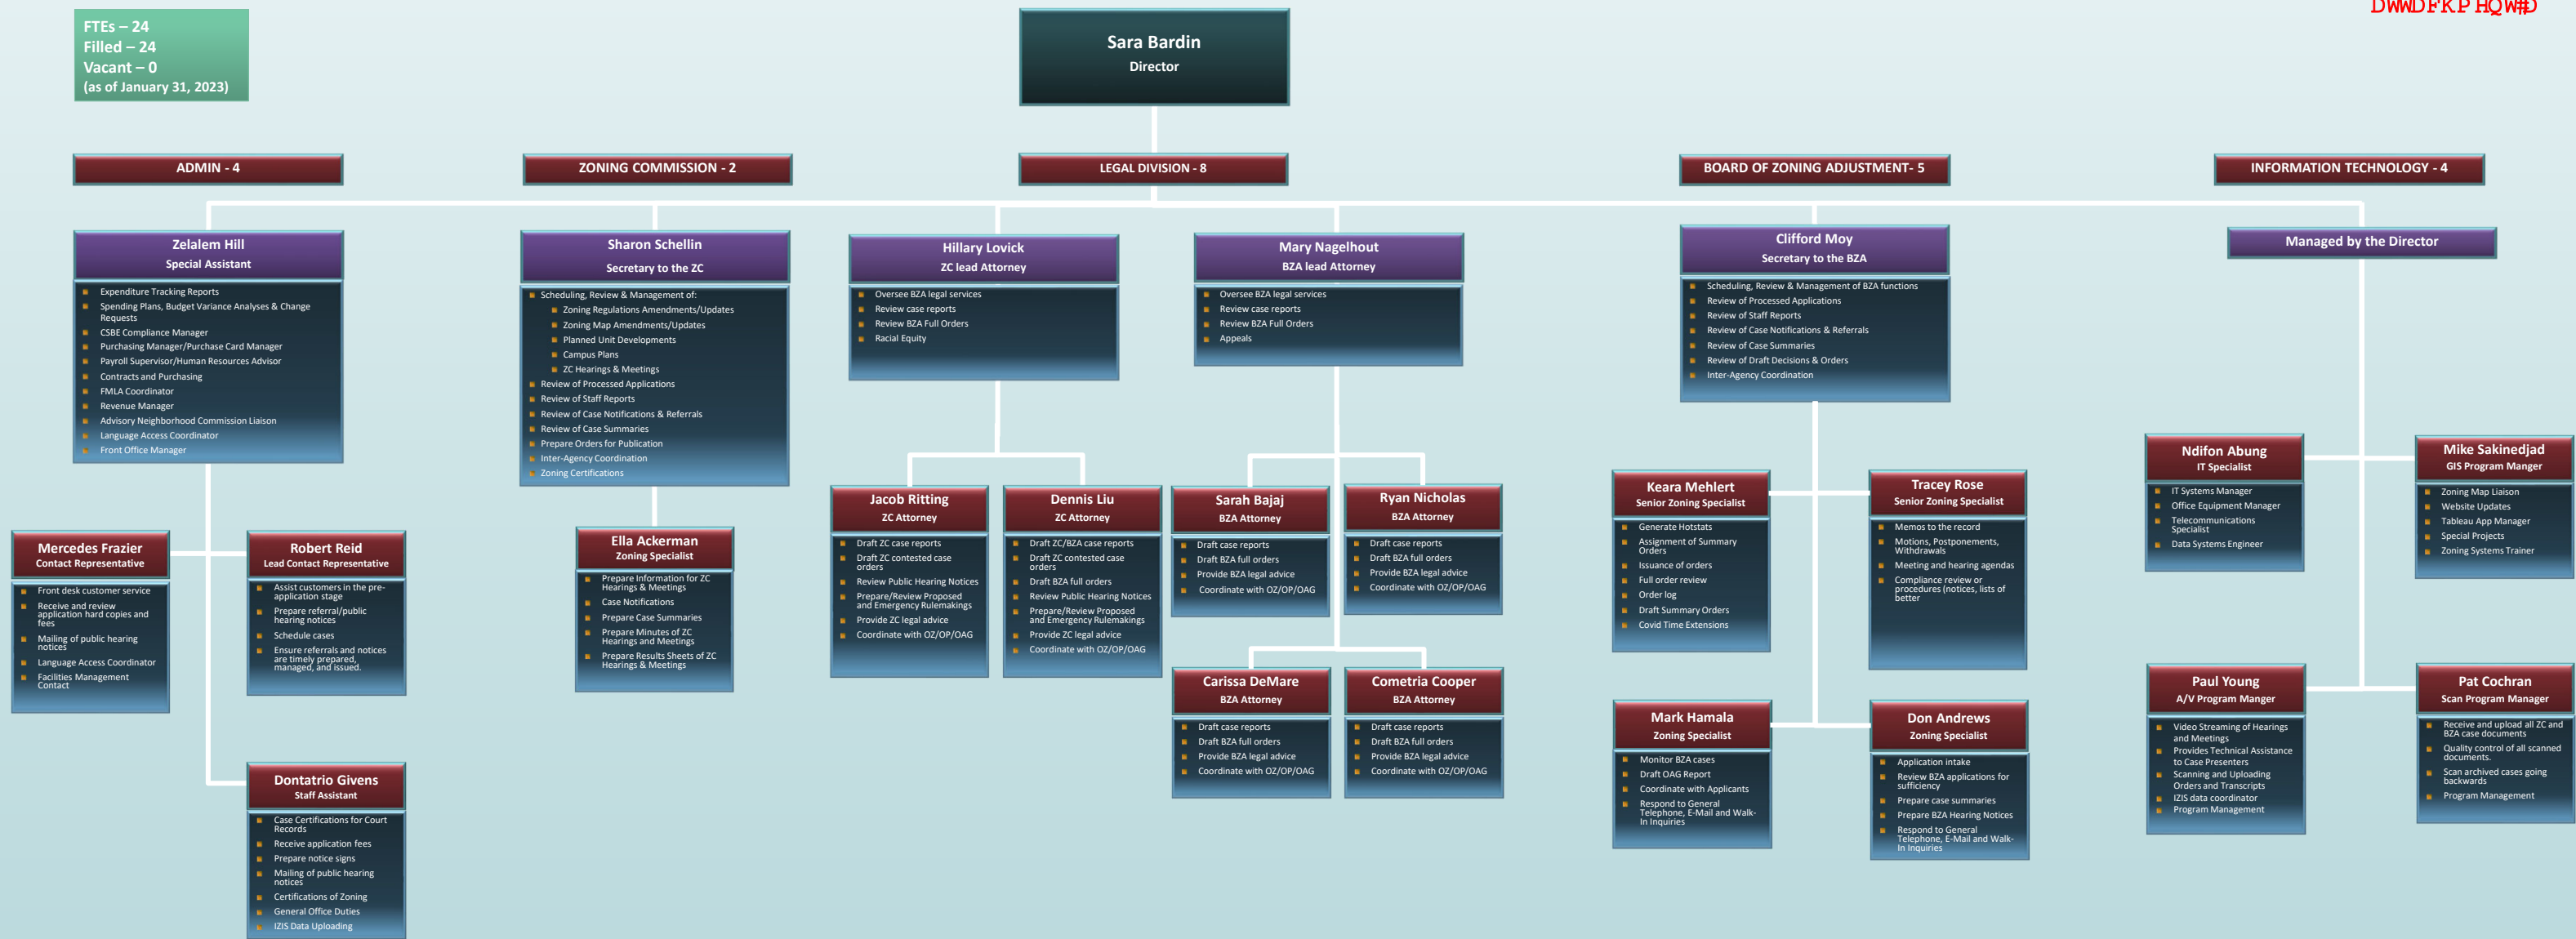 DWWDFKP HQW#D
FTEs – 24
Filled – 24
Vacant – 0
(as of January 31, 2023)
Sara Bardin
Director
ADMIN - 4
ZONING COMMISSION - 2
LEGAL DIVISION - 8
BOARD OF ZONING ADJUSTMENT- 5
INFORMATION TECHNOLOGY - 4
Zelalem Hill
Special Assistant
Expenditure Tracking Reports
Spending Plans, Budget Variance Analyses & Change
Requests
CSBE Compliance Manager
Purchasing Manager/Purchase Card Manager
Payroll Supervisor/Human Resources Advisor
Contracts and Purchasing
FMLA Coordinator
Revenue Manager
Advisory Neighborhood Commission Liaison
Language Access Coordinator
Front Office Manager
Mercedes Frazier
Contact Representative
Front desk customer service
Receive and review
application hard copies and
fees
Mailing of public hearing
notices
Language Access Coordinator
Facilities Management
Contact
Robert Reid
Lead Contact Representative
Assist customers in the pre-
application stage
Prepare referral/public
hearing notices
Schedule cases
Ensure referrals and notices
are timely prepared,
managed, and issued.
Dontatrio Givens
Staff Assistant
Case Certifications for Court
Records
Receive application fees
Prepare notice signs
Mailing of public hearing
notices
Certifications of Zoning
General Office Duties
IZIS Data Uploading
Sharon Schellin
Secretary to the ZC
Scheduling, Review & Management of:
Zoning Regulations Amendments/Updates
Zoning Map Amendments/Updates
Planned Unit Developments
Campus Plans
ZC Hearings & Meetings
Review of Processed Applications
Review of Staff Reports
Review of Case Notifications & Referrals
Review of Case Summaries
Prepare Orders for Publication
Inter-Agency Coordination
Zoning Certifications
Ella Ackerman
Zoning Specialist
Prepare Information for ZC
Hearings & Meetings
Case Notifications
Prepare Case Summaries
Prepare Minutes of ZC
Hearings and Meetings
Prepare Results Sheets of ZC
Hearings & Meetings
Hillary Lovick
ZC lead Attorney
Oversee BZA legal services
Review case reports
Review BZA Full Orders
Racial Equity
Jacob Ritting
ZC Attorney
Draft ZC case reports
Draft ZC contested case
orders
Review Public Hearing Notices
Prepare/Review Proposed
and Emergency Rulemakings
Provide ZC legal advice
Coordinate with OZ/OP/OAG
Dennis Liu
ZC Attorney
Draft ZC/BZA case reports
Draft ZC contested case
orders
Draft BZA full orders
Review Public Hearing Notices
Prepare/Review Proposed
and Emergency Rulemakings
Provide ZC legal advice
Coordinate with OZ/OP/OAG
Mary Nagelhout
BZA lead Attorney
Oversee BZA legal services
Review case reports
Review BZA Full Orders
Appeals
Sarah Bajaj
BZA Attorney
Draft case reports
Draft BZA full orders
Provide BZA legal advice
Coordinate with OZ/OP/OAG
Ryan Nicholas
BZA Attorney
Draft case reports
Draft BZA full orders
Provide BZA legal advice
Coordinate with OZ/OP/OAG
Carissa DeMare
BZA Attorney
Draft case reports
Draft BZA full orders
Provide BZA legal advice
Coordinate with OZ/OP/OAG
Cometria Cooper
BZA Attorney
Draft case reports
Draft BZA full orders
Provide BZA legal advice
Coordinate with OZ/OP/OAG
Clifford Moy
Secretary to the BZA
Scheduling, Review & Management of BZA functions
Review of Processed Applications
Review of Staff Reports
Review of Case Notifications & Referrals
Review of Case Summaries
Review of Draft Decisions & Orders
Inter-Agency Coordination
Keara Mehlert
Senior Zoning Specialist
Generate Hotstats
Assignment of Summary
Orders
Issuance of orders
Full order review
Order log
Draft Summary Orders
Covid Time Extensions
Tracey Rose
Senior Zoning Specialist
Memos to the record
Motions, Postponements,
Withdrawals
Meeting and hearing agendas
Compliance review or
procedures (notices, lists of
better
Mark Hamala
Zoning Specialist
Monitor BZA cases
Draft OAG Report
Coordinate with Applicants
Respond to General
Telephone, E-Mail and Walk-
In Inquiries
Don Andrews
Zoning Specialist
Application intake
Review BZA applications for
sufficiency
Prepare case summaries
Prepare BZA Hearing Notices
Respond to General
Telephone, E-Mail and Walk-
In Inquiries
Managed by the Director
Ndifon Abung
IT Specialist
IT Systems Manager
Office Equipment Manager
Telecommunications
Specialist
Data Systems Engineer
Mike Sakinedjad
GIS Program Manger
Zoning Map Liaison
Website Updates
Tableau App Manager
Special Projects
Zoning Systems Trainer
Paul Young
A/V Program Manger
Video Streaming of Hearings
and Meetings
Provides Technical Assistance
to Case Presenters
Scanning and Uploading
Orders and Transcripts
IZIS data coordinator
Program Management
Pat Cochran
Scan Program Manager
Receive and upload all ZC and
BZA case documents
Quality control of all scanned
documents.
Scan archived cases going
backwards
Program Management